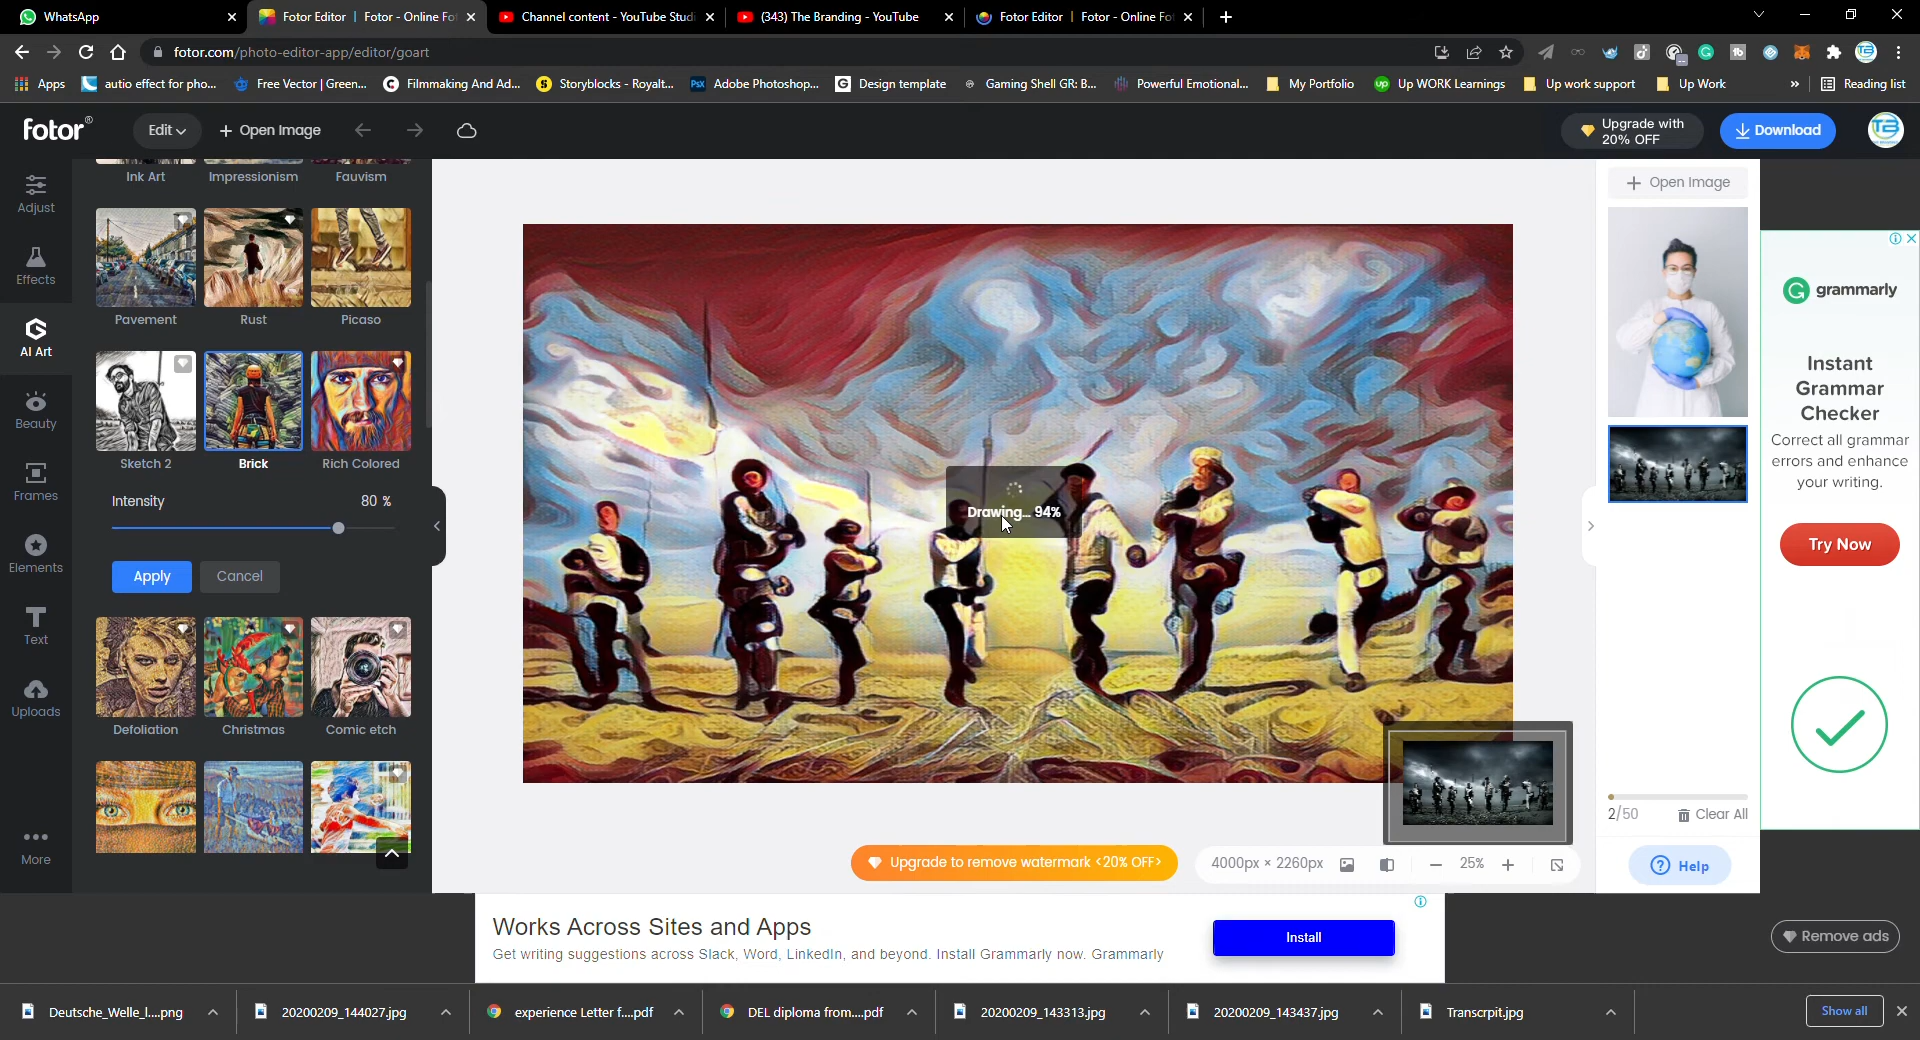 WhatsApp
Fotor Editor | Fotor - Online Fo
Channel content - YouTube Studi
(343) The Branding - YouTube
Fotor Editor | Fotor - Online Fo
fotor.com/photo-editor-app/editor/goart
Apps
autio effect for pho...
Free Vector | Green...
Filmmaking And Ad...
Storyblocks - Royalt...
Adobe Photoshop...
Design template
Gaming Shell GR: B...
Powerful Emotional...
My Portfolio
Up WORK Learnings
Up work support
Up Work
»
Reading list
fotor®
Edit
Open Image
Upgrade with
20% OFF
Download
Adjust
Effects
AI Art
Beauty
Frames
Elements
Text
Uploads
More
Ink Art
Impressionism
Fauvism
Pavement
Rust
Picaso
Sketch 2
Brick
Rich Colored
Intensity
80 %
Apply
Cancel
Defoliation
Christmas
Comic etch
Drawing... 94%
Upgrade to remove watermark <20% OFF>
4000px × 2260px
25%
Open Image
2/50
Clear All
Help
grammarly
Instant
Grammar
Checker
Correct all grammar
errors and enhance
your writing.
Try Now
Works Across Sites and Apps
Get writing suggestions across Slack, Word, LinkedIn, and beyond. Install Grammarly now. Grammarly
Install
Remove ads
Deutsche_Welle_l....png
20200209_144027.jpg
experience Letter f....pdf
DEL diploma from....pdf
20200209_143313.jpg
20200209_143437.jpg
Transcrpit.jpg
Show all